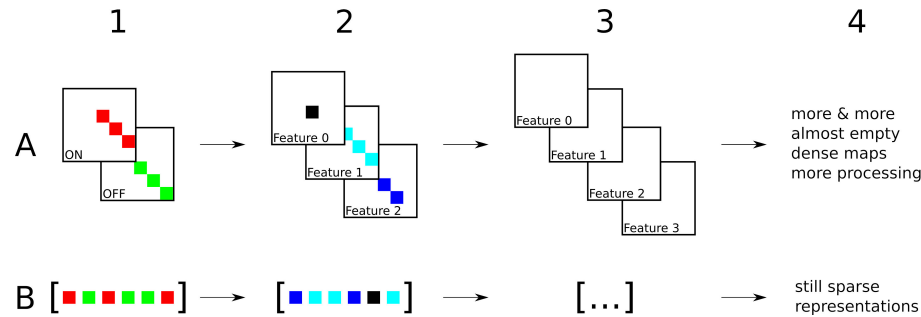 1 2 3 4
A
ON
OFF
Feature 0
Feature 1
Feature 2
Feature 0
Feature 1
Feature 2
Feature 3
more & more
almost empty
dense maps
more processing
B
[ ]
[ ]
[...]
still sparse
representations